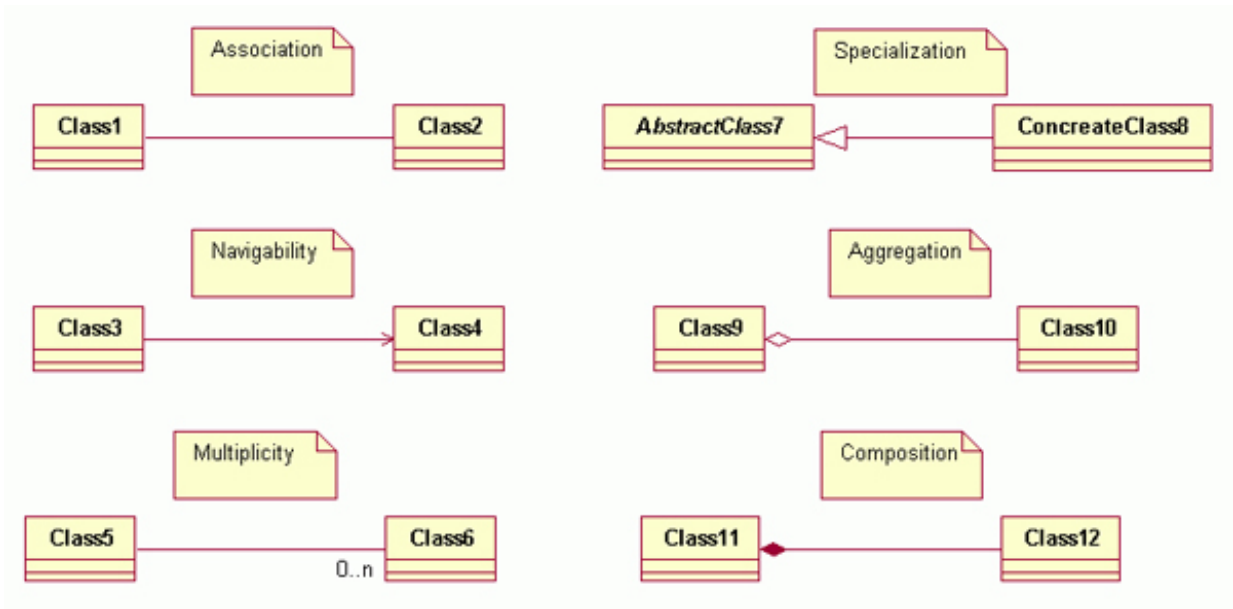 Association
Class1
Class2
Specialization
AbstractClass7
ConcreateClass8
Navigability
Class3
Class4
Aggregation
Class9
Class10
Multiplicity
Class5
Class6
0..n
Composition
Class11
Class12